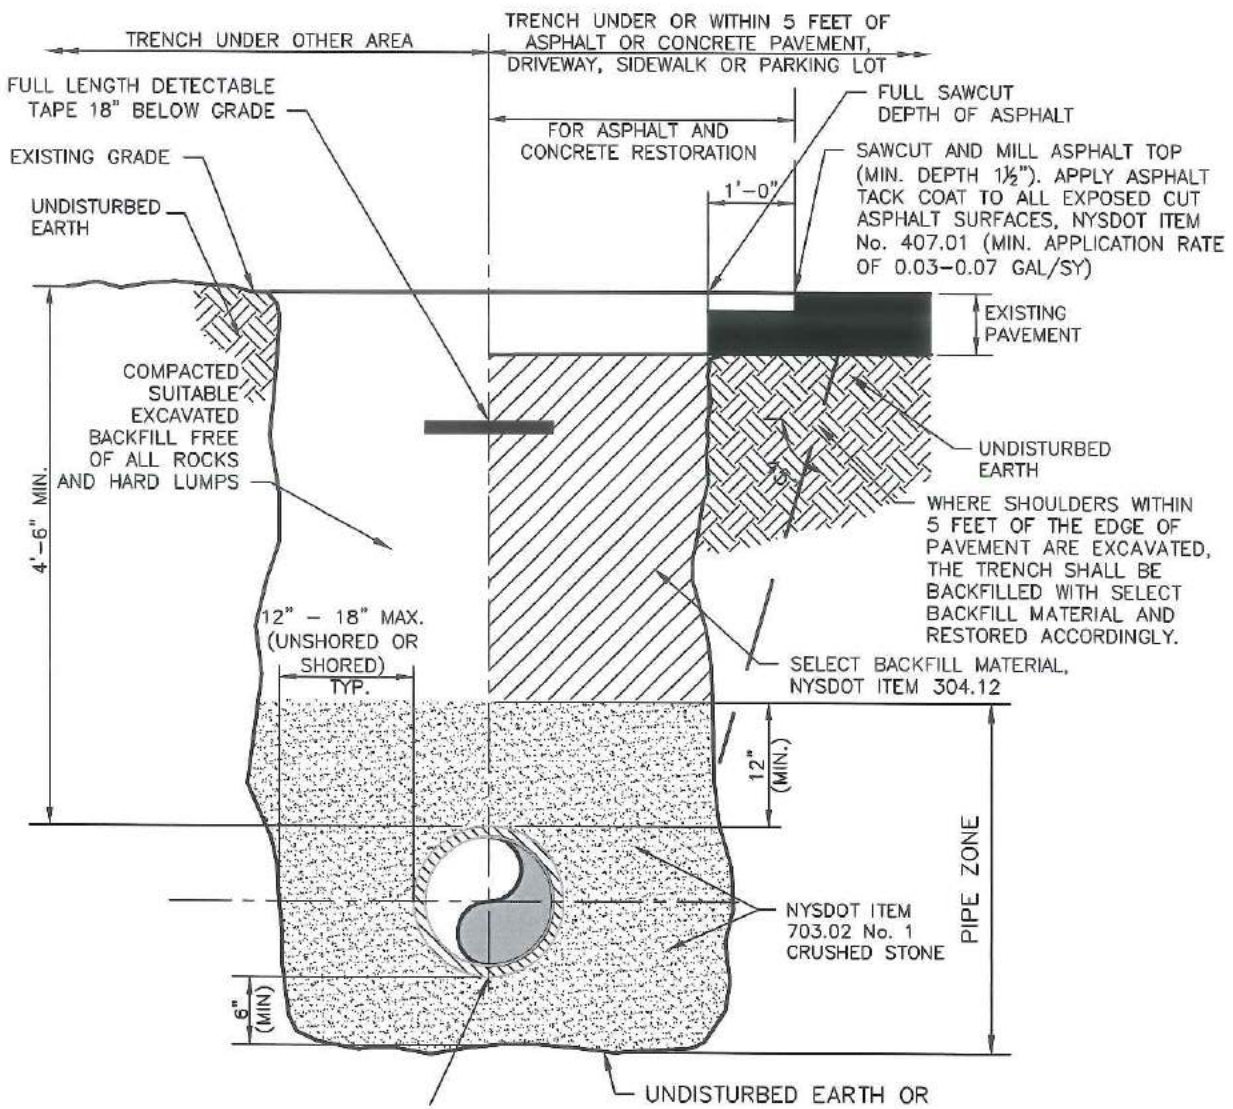 TRENCH UNDER OTHER AREA
TRENCH UNDER OR WITHIN 5 FEET OF
ASPHALT OR CONCRETE PAVEMENT,
DRIVEWAY, SIDEWALK OR PARKING LOT
FULL LENGTH DETECTABLE
TAPE 18" BELOW GRADE
FOR ASPHALT AND
CONCRETE RESTORATION
FULL SAWCUT
DEPTH OF ASPHALT
EXISTING GRADE
SAWCUT AND MILL ASPHALT TOP
(MIN. DEPTH 1½"). APPLY ASPHALT
TACK COAT TO ALL EXPOSED CUT
ASPHALT SURFACES, NYSDOT ITEM
No. 407.01 (MIN. APPLICATION RATE
OF 0.03-0.07 GAL/SY)
1'-0"
UNDISTURBED
EARTH
EXISTING
PAVEMENT
COMPACTED
SUITABLE
EXCAVATED
BACKFILL FREE
OF ALL ROCKS
AND HARD LUMPS
4'-6" MIN.
UNDISTURBED
EARTH
WHERE SHOULDERS WITHIN
5 FEET OF THE EDGE OF
PAVEMENT ARE EXCAVATED,
THE TRENCH SHALL BE
BACKFILLED WITH SELECT
BACKFILL MATERIAL AND
RESTORED ACCORDINGLY.
12" - 18" MAX.
(UNSHORED OR
SHORED)
TYP.
SELECT BACKFILL MATERIAL,
NYSDOT ITEM 304.12
12"
(MIN.)
PIPE ZONE
NYSDOT ITEM
703.02 No. 1
CRUSHED STONE
6"
(MIN)
UNDISTURBED EARTH OR